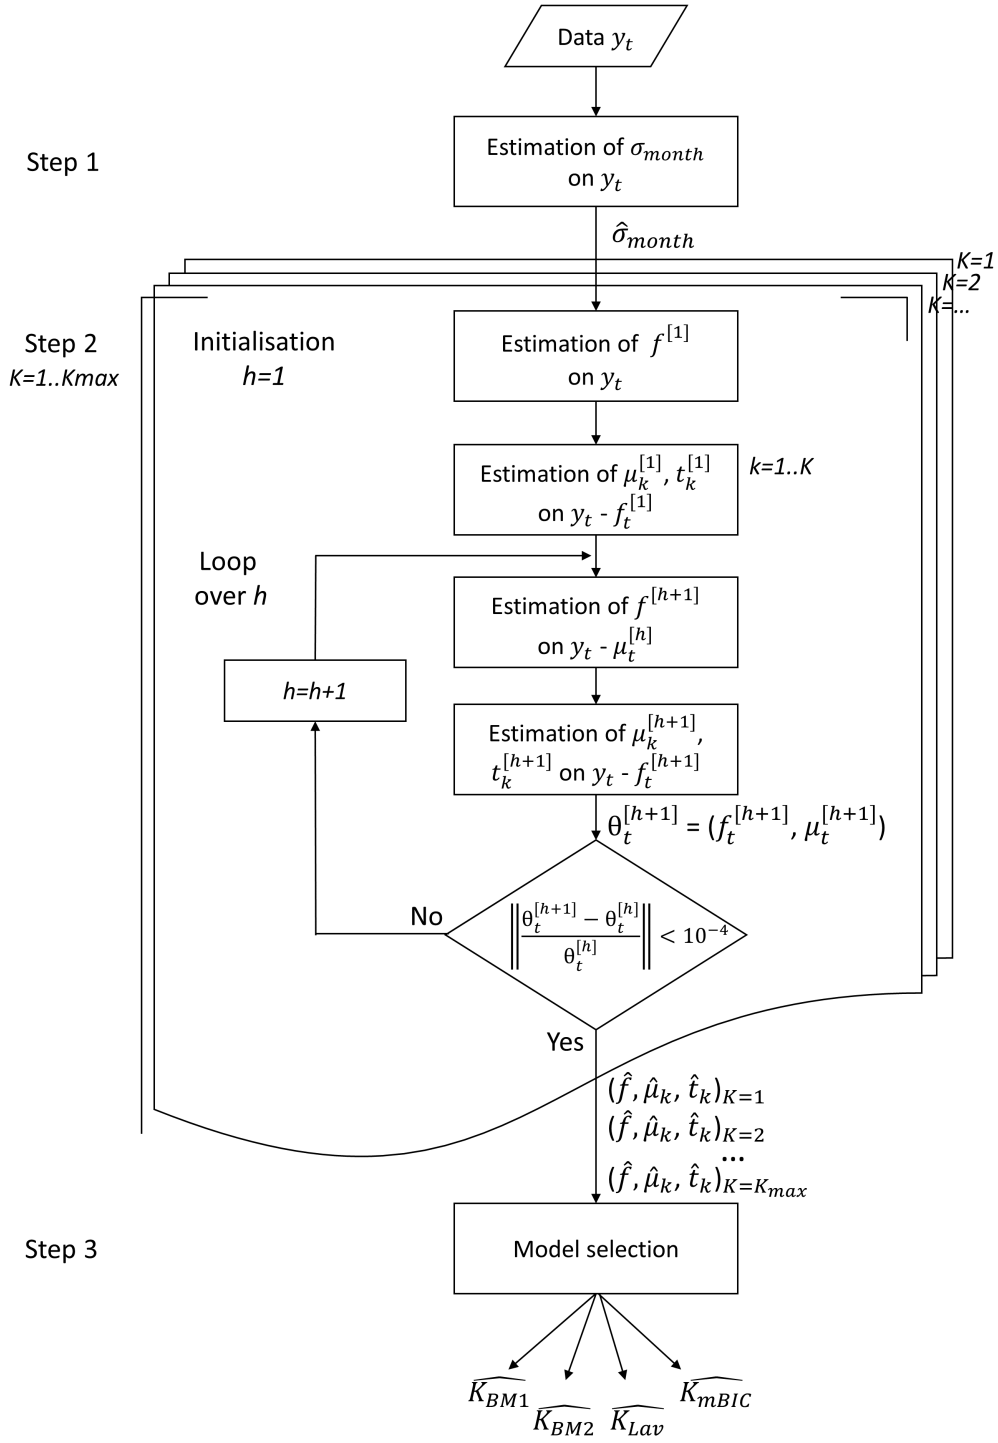 Data y_t
Step 1
Estimation of σ_month
on y_t
σ̂_month
K=1
K=2
K=...
Step 2
K=1..Kmax
Initialisation
h=1
Estimation of f^[1]
on y_t
Estimation of μ_k^[1], t_k^[1]
on y_t - f_t^[1]
k=1..K
Loop
over h
Estimation of f^[h+1]
on y_t - μ_t^[h]
h=h+1
Estimation of μ_k^[h+1],
t_k^[h+1] on y_t - f_t^[h+1]
θ_t^[h+1] = (f_t^[h+1], μ_t^[h+1])
No
‖(θ_t^[h+1] − θ_t^[h]) / θ_t^[h]‖ < 10^−4
Yes
(f̂, μ̂_k, t̂_k)_K=1
(f̂, μ̂_k, t̂_k)_K=2
...
(f̂, μ̂_k, t̂_k)_K=K_max
Step 3
Model selection
K̂_BM1
K̂_BM2
K̂_Lav
K̂_mBIC